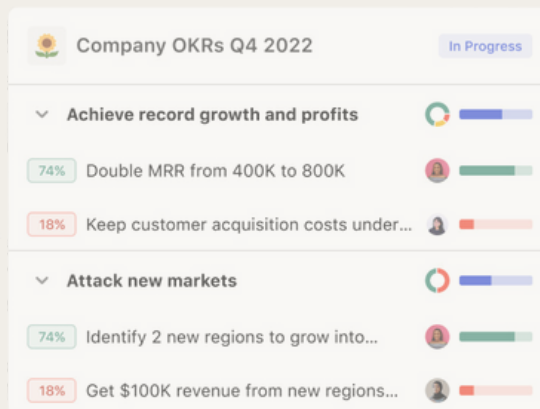 Company OKRs Q4 2022
In Progress
Achieve record growth and profits
74% Double MRR from 400K to 800K
18% Keep customer acquisition costs under...
Attack new markets
74% Identify 2 new regions to grow into...
18% Get $100K revenue from new regions...